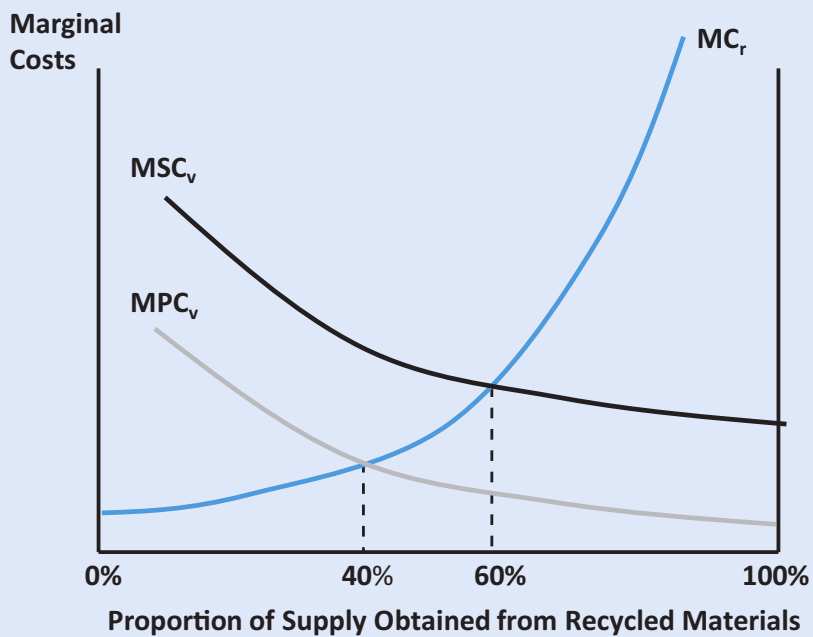 Marginal
Costs
MCr
MSCv
MPCv
0%
40%
60%
100%
Proportion of Supply Obtained from Recycled Materials